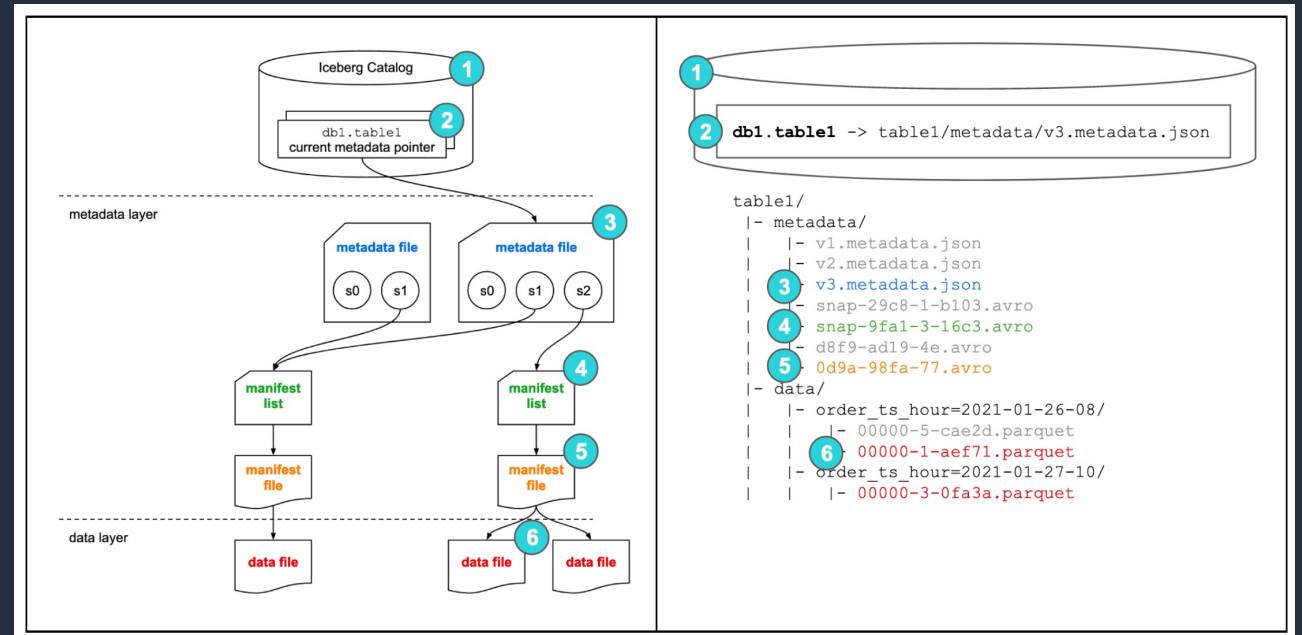 Iceberg Catalog
1
2
db1.table1
current metadata pointer
metadata layer
3
metadata file
s0
s1
metadata file
s0
s1
s2
4
manifest
list
manifest
list
5
manifest
file
manifest
file
data layer
6
data file
data file
data file
1
2
db1.table1 -> table1/metadata/v3.metadata.json
table1/
|- metadata/
| |- v1.metadata.json
| |- v2.metadata.json
| 3 - v3.metadata.json
| |- snap-29c8-1-b103.avro
| 4 - snap-9fa1-3-16c3.avro
| |- d8f9-ad19-4e.avro
| 5 - 0d9a-98fa-77.avro
|- data/
| |- order_ts_hour=2021-01-26-08/
| | |- 00000-5-cae2d.parquet
| | 6 - 00000-1-aef71.parquet
| |- order_ts_hour=2021-01-27-10/
| | |- 00000-3-0fa3a.parquet